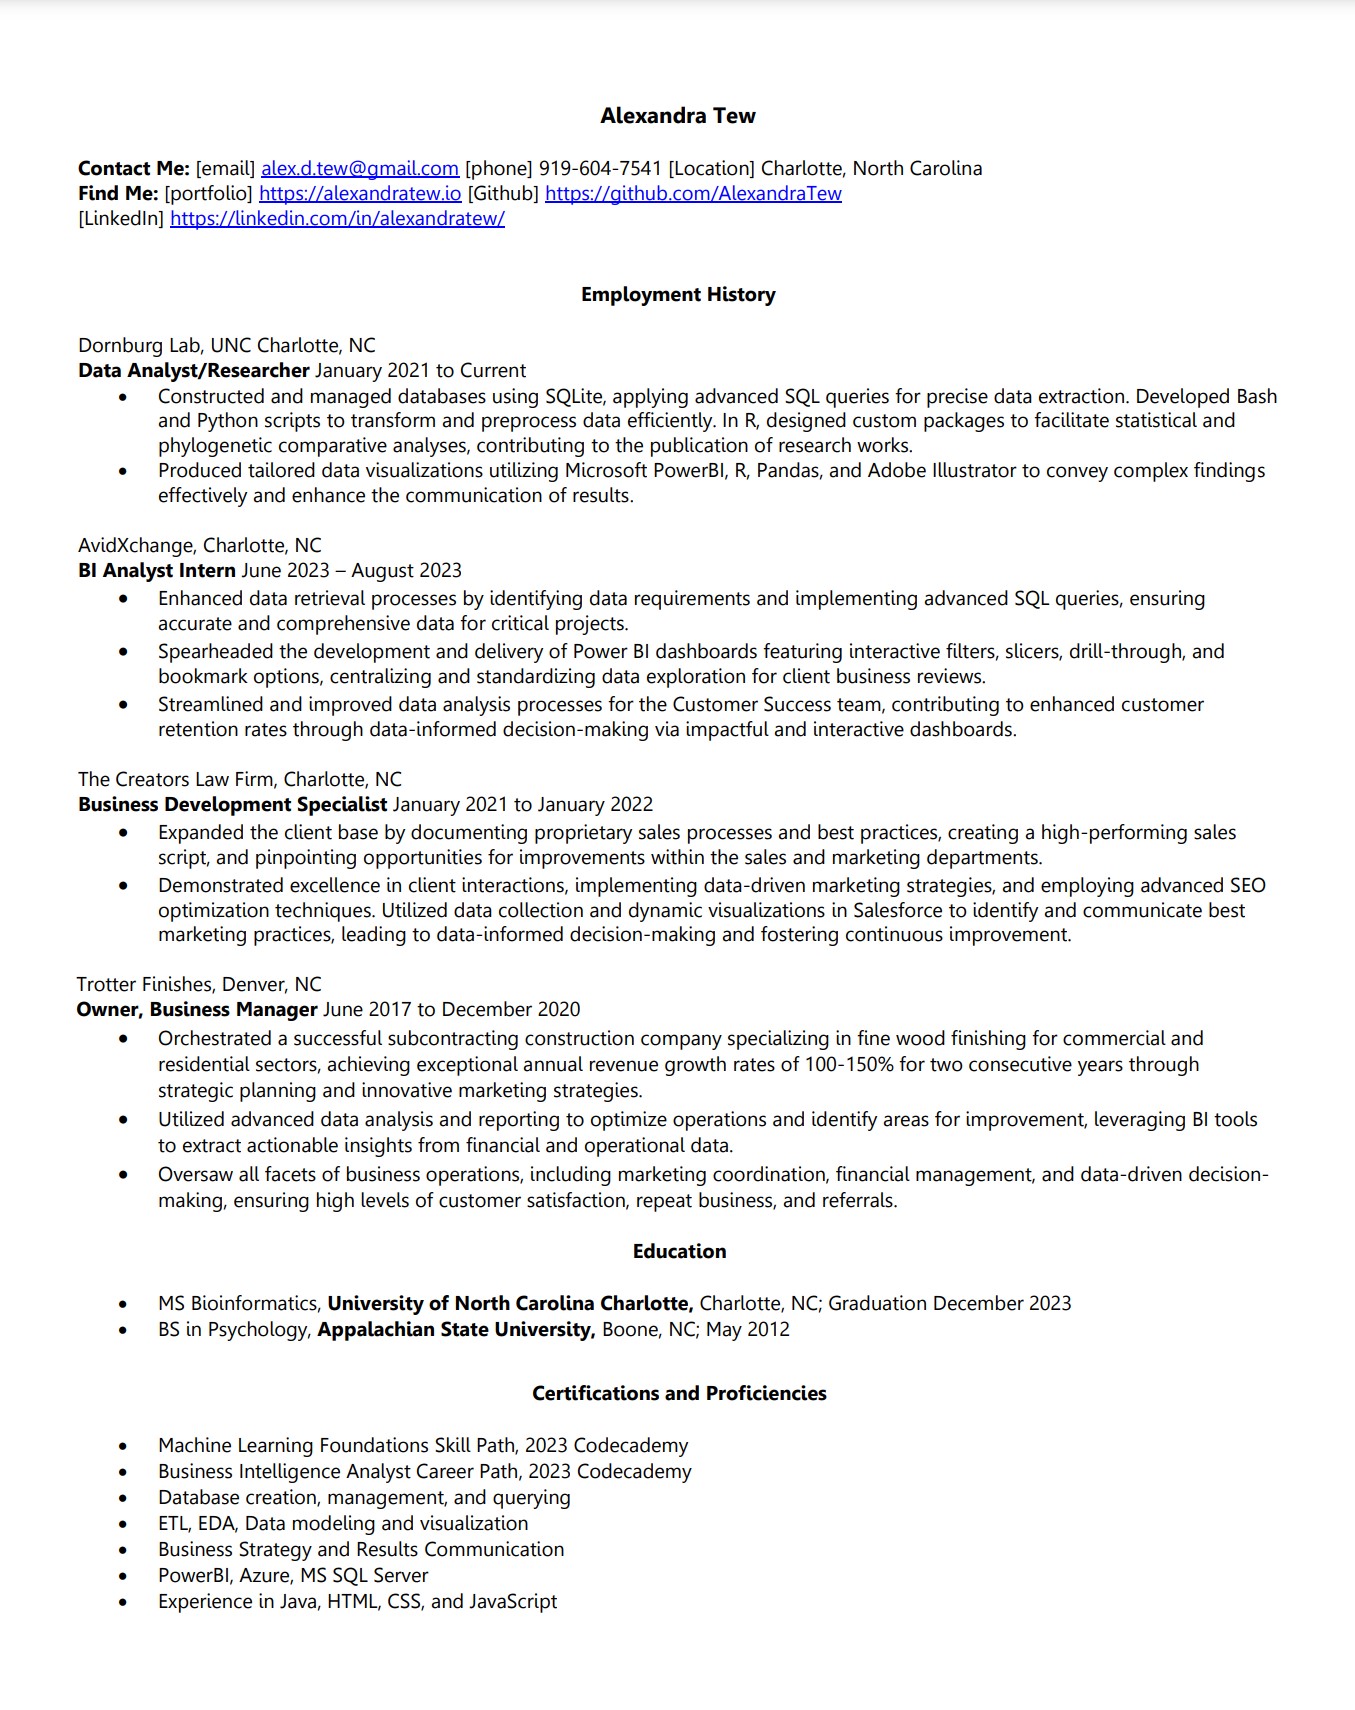 Alexandra Tew
Contact Me: [email] alex.d.tew@gmail.com [phone] 919-604-7541 [Location] Charlotte, North Carolina
Find Me: [portfolio] https://alexandratew.io [Github] https://github.com/AlexandraTew
[LinkedIn] https://linkedin.com/in/alexandratew/
Employment History
Dornburg Lab, UNC Charlotte, NC
Data Analyst/Researcher January 2021 to Current
• Constructed and managed databases using SQLite, applying advanced SQL queries for precise data extraction. Developed Bash
and Python scripts to transform and preprocess data efficiently. In R, designed custom packages to facilitate statistical and
phylogenetic comparative analyses, contributing to the publication of research works.
• Produced tailored data visualizations utilizing Microsoft PowerBI, R, Pandas, and Adobe Illustrator to convey complex findings
effectively and enhance the communication of results.
AvidXchange, Charlotte, NC
BI Analyst Intern June 2023 – August 2023
• Enhanced data retrieval processes by identifying data requirements and implementing advanced SQL queries, ensuring
accurate and comprehensive data for critical projects.
• Spearheaded the development and delivery of Power BI dashboards featuring interactive filters, slicers, drill-through, and
bookmark options, centralizing and standardizing data exploration for client business reviews.
• Streamlined and improved data analysis processes for the Customer Success team, contributing to enhanced customer
retention rates through data-informed decision-making via impactful and interactive dashboards.
The Creators Law Firm, Charlotte, NC
Business Development Specialist January 2021 to January 2022
• Expanded the client base by documenting proprietary sales processes and best practices, creating a high-performing sales
script, and pinpointing opportunities for improvements within the sales and marketing departments.
• Demonstrated excellence in client interactions, implementing data-driven marketing strategies, and employing advanced SEO
optimization techniques. Utilized data collection and dynamic visualizations in Salesforce to identify and communicate best
marketing practices, leading to data-informed decision-making and fostering continuous improvement.
Trotter Finishes, Denver, NC
Owner, Business Manager June 2017 to December 2020
• Orchestrated a successful subcontracting construction company specializing in fine wood finishing for commercial and
residential sectors, achieving exceptional annual revenue growth rates of 100-150% for two consecutive years through
strategic planning and innovative marketing strategies.
• Utilized advanced data analysis and reporting to optimize operations and identify areas for improvement, leveraging BI tools
to extract actionable insights from financial and operational data.
• Oversaw all facets of business operations, including marketing coordination, financial management, and data-driven decision-
making, ensuring high levels of customer satisfaction, repeat business, and referrals.
Education
• MS Bioinformatics, University of North Carolina Charlotte, Charlotte, NC; Graduation December 2023
• BS in Psychology, Appalachian State University, Boone, NC; May 2012
Certifications and Proficiencies
• Machine Learning Foundations Skill Path, 2023 Codecademy
• Business Intelligence Analyst Career Path, 2023 Codecademy
• Database creation, management, and querying
• ETL, EDA, Data modeling and visualization
• Business Strategy and Results Communication
• PowerBI, Azure, MS SQL Server
• Experience in Java, HTML, CSS, and JavaScript